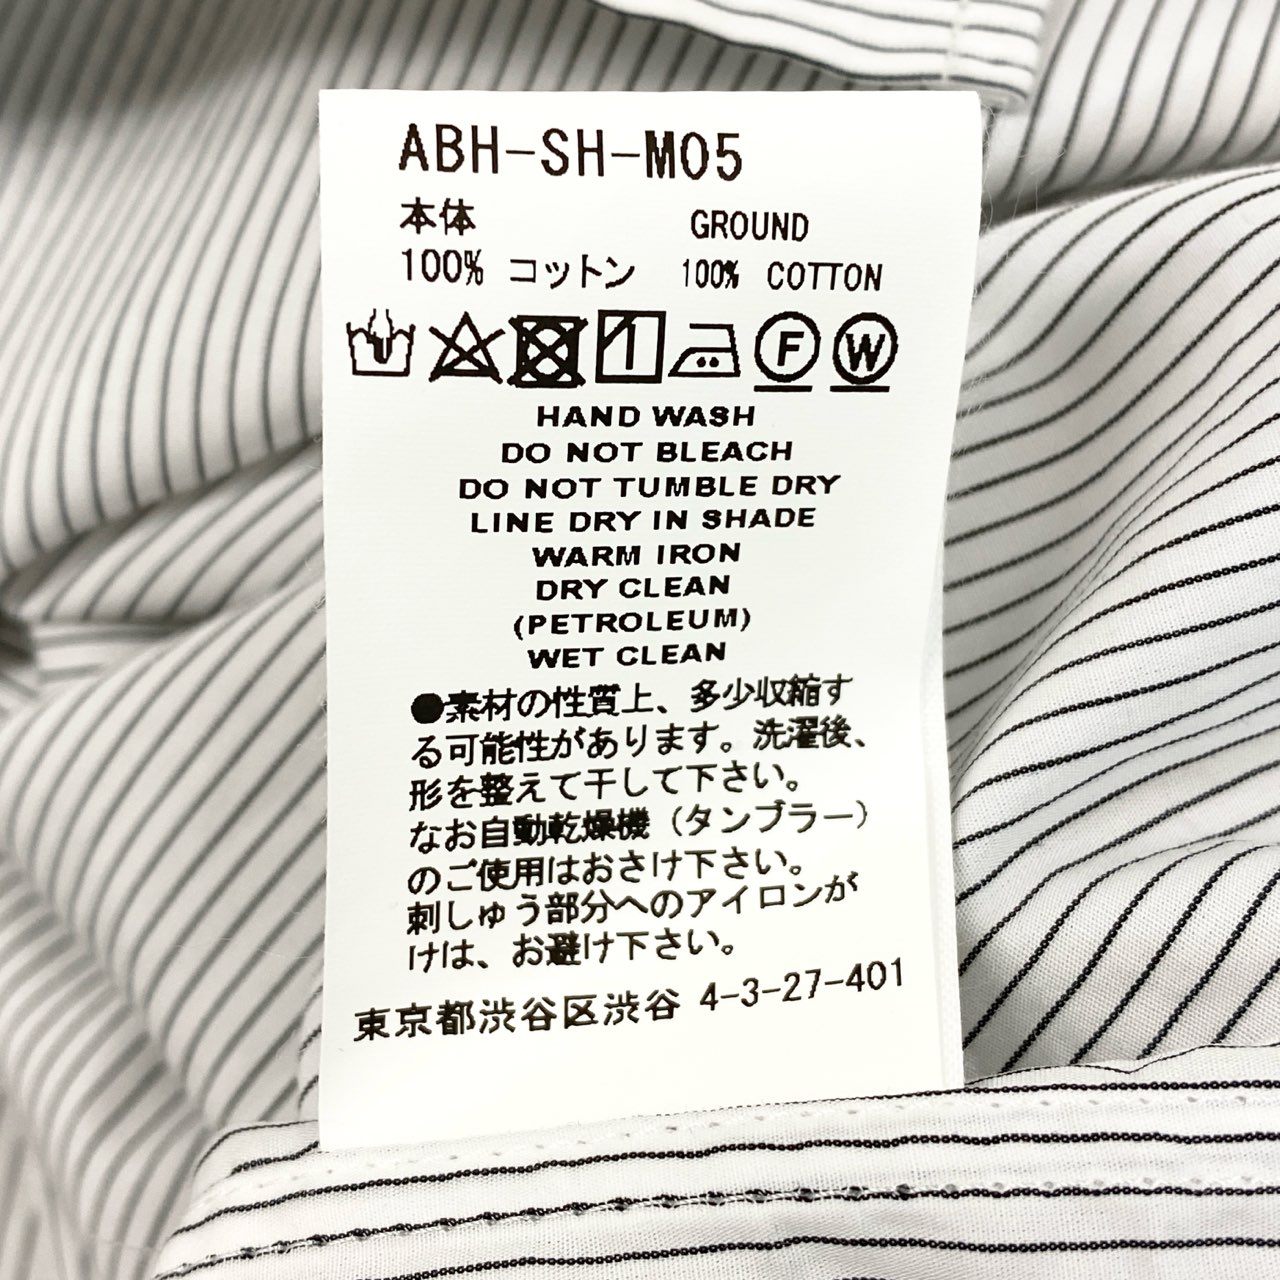 ABH-SH-M05
本体 GROUND
100% コットン 100% COTTON
F W
HAND WASH
DO NOT BLEACH
DO NOT TUMBLE DRY
LINE DRY IN SHADE
WARM IRON
DRY CLEAN
(PETROLEUM)
WET CLEAN
●素材の性質上、多少収縮す
る可能性があります。洗濯後、
形を整えて干して下さい。
なお自動乾燥機（タンブラー）
のご使用はおさけ下さい。
刺しゅう部分へのアイロンが
けは、お避け下さい。
東京都渋谷区渋谷 4-3-27-401